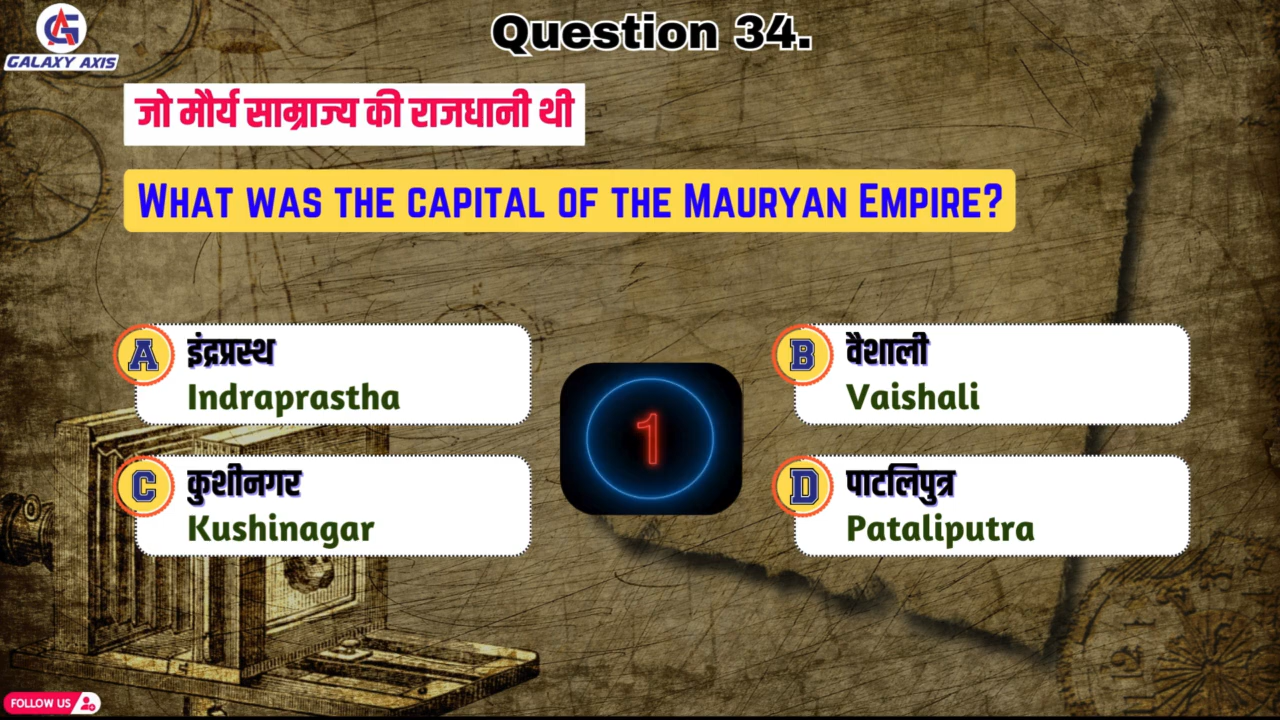 Question 34.
GALAXY AXIS
जो मौर्य साम्राज्य की राजधानी थी
What was the capital of the Mauryan Empire?
A इंद्रप्रस्थ
Indraprastha
B वैशाली
Vaishali
1
C कुशीनगर
Kushinagar
D पाटलिपुत्र
Pataliputra
12
FOLLOW US